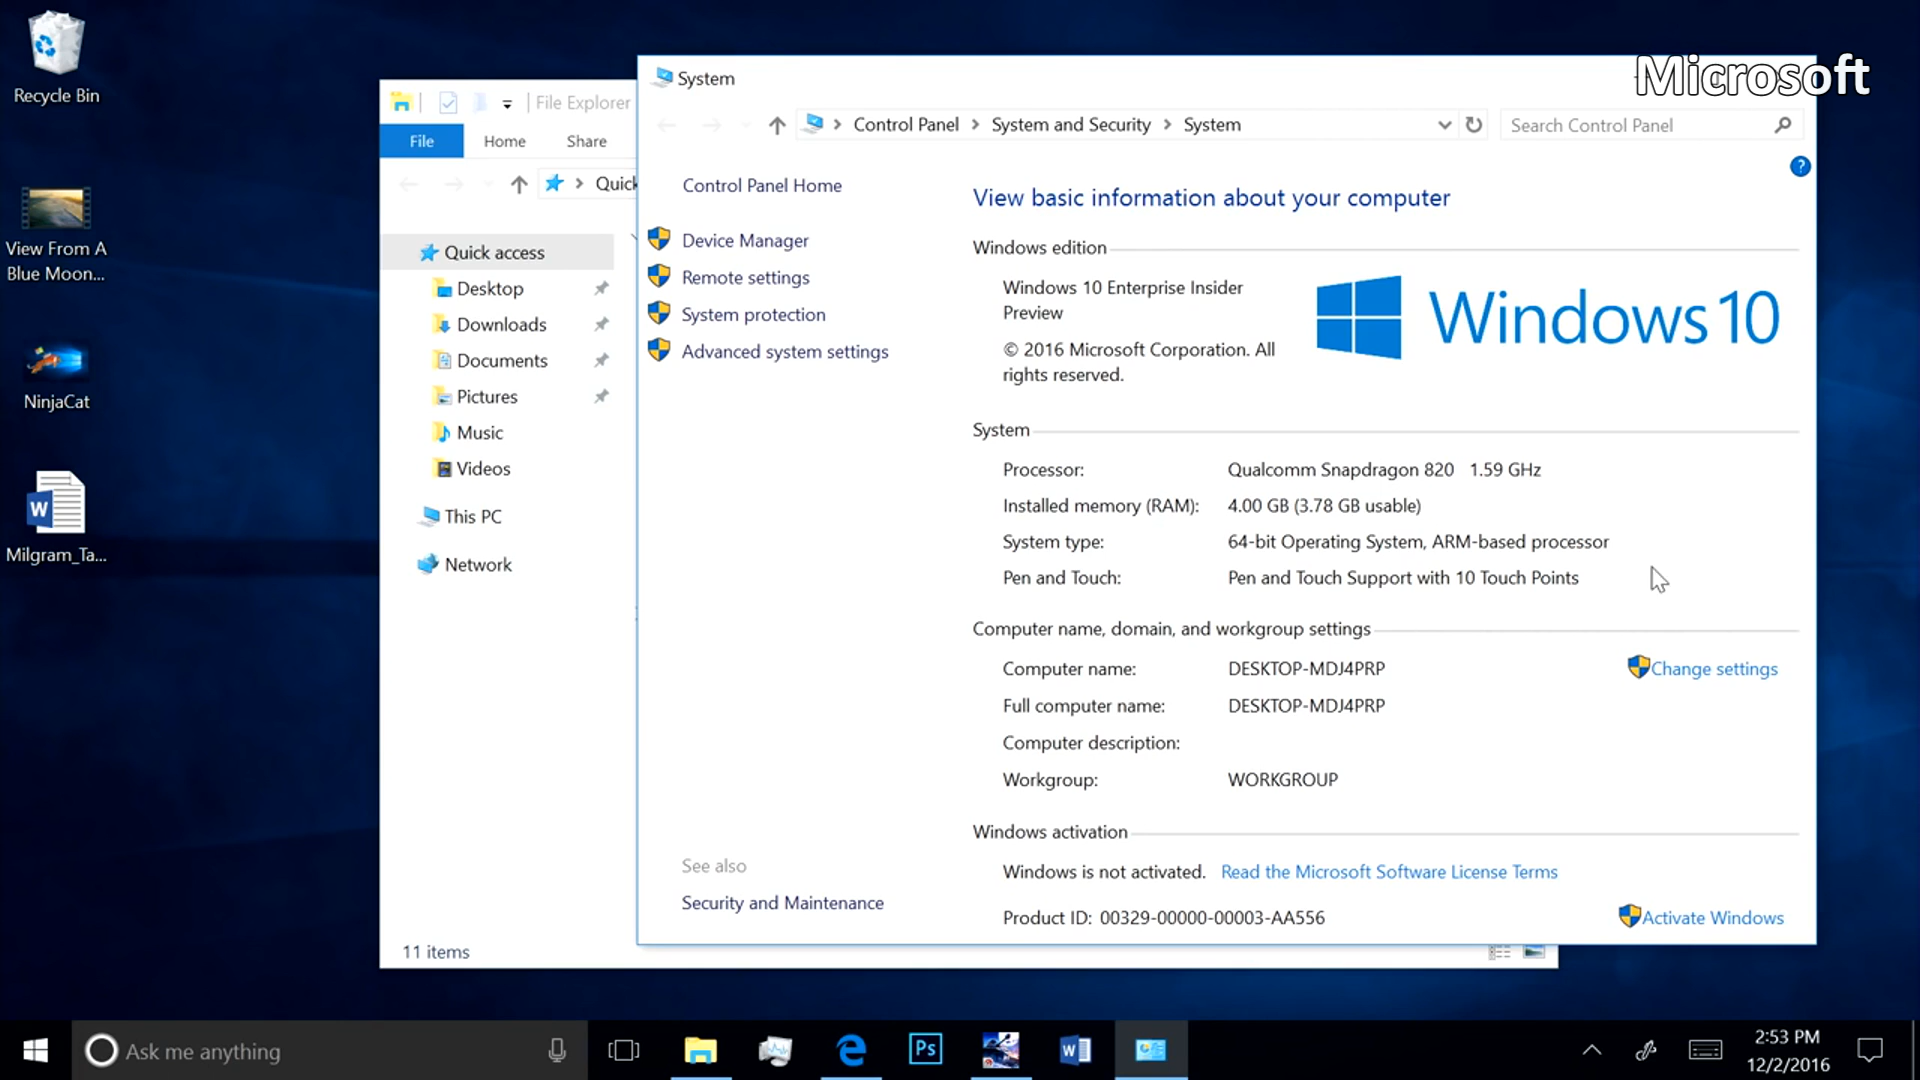 Microsoft
Recycle Bin
View From A
Blue Moon...
NinjaCat
Milgram_Ta...
File Explorer
File
Home
Share
Quick
Quick access
Desktop
Downloads
Documents
Pictures
Music
Videos
This PC
Network
11 items
System
Control Panel
System and Security
System
Search Control Panel
?
Control Panel Home
Device Manager
Remote settings
System protection
Advanced system settings
See also
Security and Maintenance
View basic information about your computer
Windows edition
Windows 10 Enterprise Insider
Preview
© 2016 Microsoft Corporation. All
rights reserved.
Windows 10
System
Processor: Qualcomm Snapdragon 820 1.59 GHz
Installed memory (RAM): 4.00 GB (3.78 GB usable)
System type: 64-bit Operating System, ARM-based processor
Pen and Touch: Pen and Touch Support with 10 Touch Points
Computer name, domain, and workgroup settings
Computer name: DESKTOP-MDJ4PRP
Change settings
Full computer name: DESKTOP-MDJ4PRP
Computer description:
Workgroup: WORKGROUP
Windows activation
Windows is not activated. Read the Microsoft Software License Terms
Product ID: 00329-00000-00003-AA556
Activate Windows
Ask me anything
Ps
2:53 PM
12/2/2016